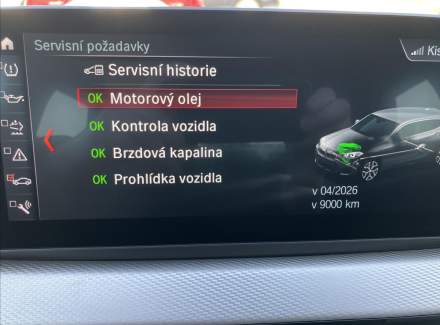 Servisní požadavky
Kis
Servisní historie
OK Motorový olej
OK Kontrola vozidla
OK Brzdová kapalina
OK Prohlídka vozidla
v 04/2026
v 9000 km